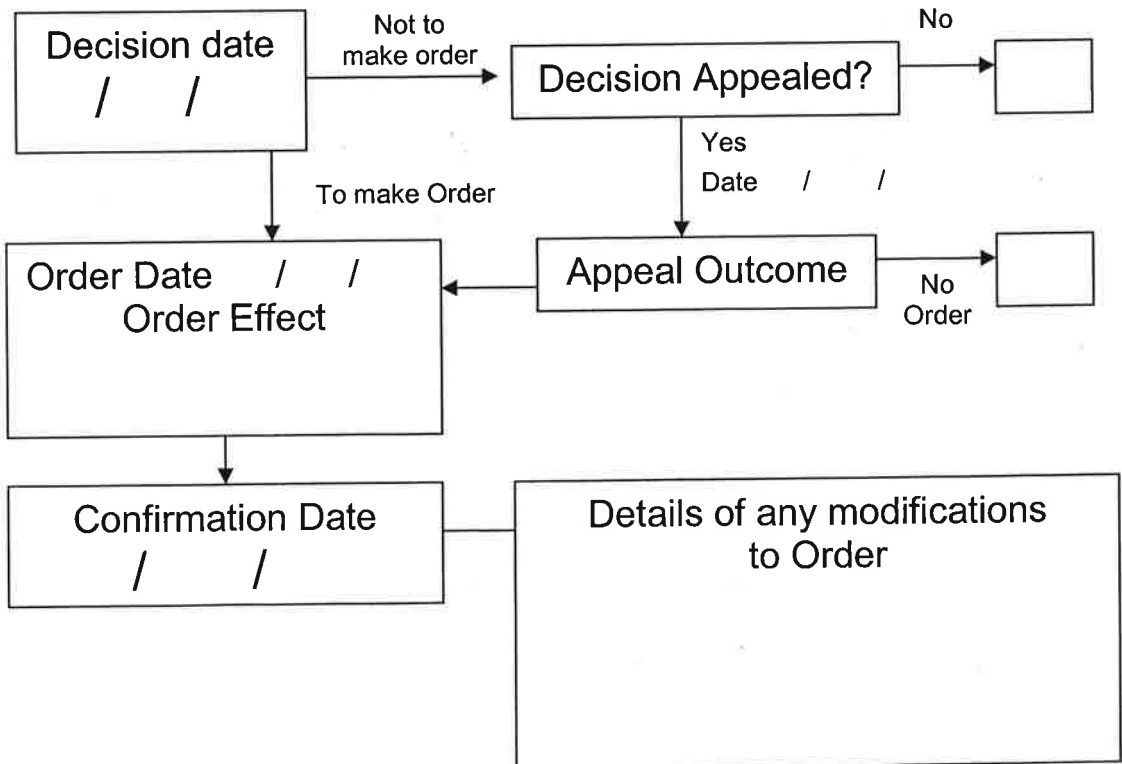 Decision date
/ /
Not to
make order
Decision Appealed?
No
Yes
Date / /
To make Order
Order Date / /
Order Effect
Appeal Outcome
No
Order
Confirmation Date
/ /
Details of any modifications
to Order